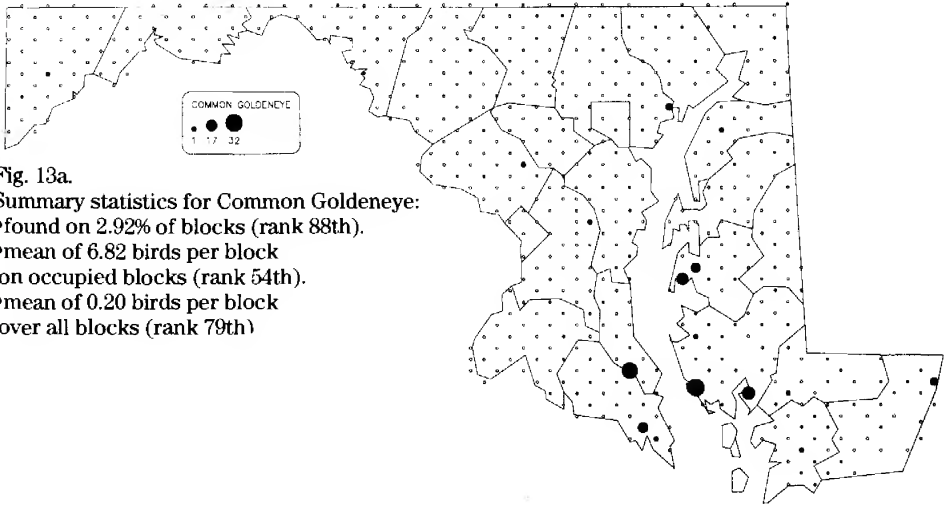 COMMON GOLDENEYE
1 17 32
Fig. 13a.
Summary statistics for Common Goldeneye:
•found on 2.92% of blocks (rank 88th).
•mean of 6.82 birds per block
on occupied blocks (rank 54th).
•mean of 0.20 birds per block
over all blocks (rank 79th)